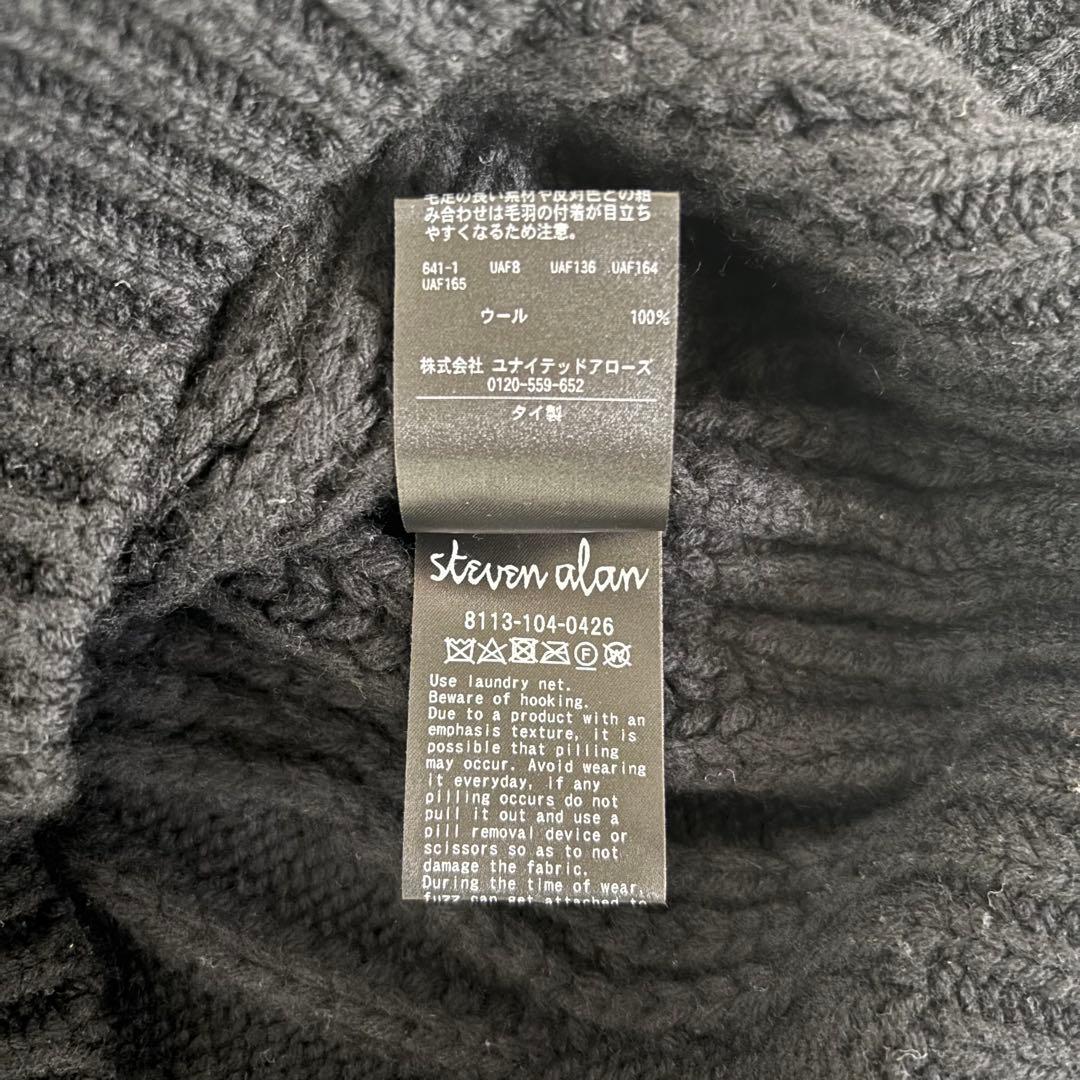 毛足の長い素材や反対色との組
み合わせは毛羽の付着が目立ち
やすくなるため注意。
641-1 UAF8 UAF136 UAF164
UAF165
ウール 100%
株式会社 ユナイテッドアローズ
0120-559-652
タイ製
steven alan
8113-104-0426
F W
Use laundry net.
Beware of hooking.
Due to a product with an
emphasis texture, it is
possible that pilling
may occur. Avoid wearing
it everyday, if any
pilling occurs do not
pull it out and use a
pill removal device or
scissors so as to not
damage the fabric.
During the time of wear,
fuzz can get attached to